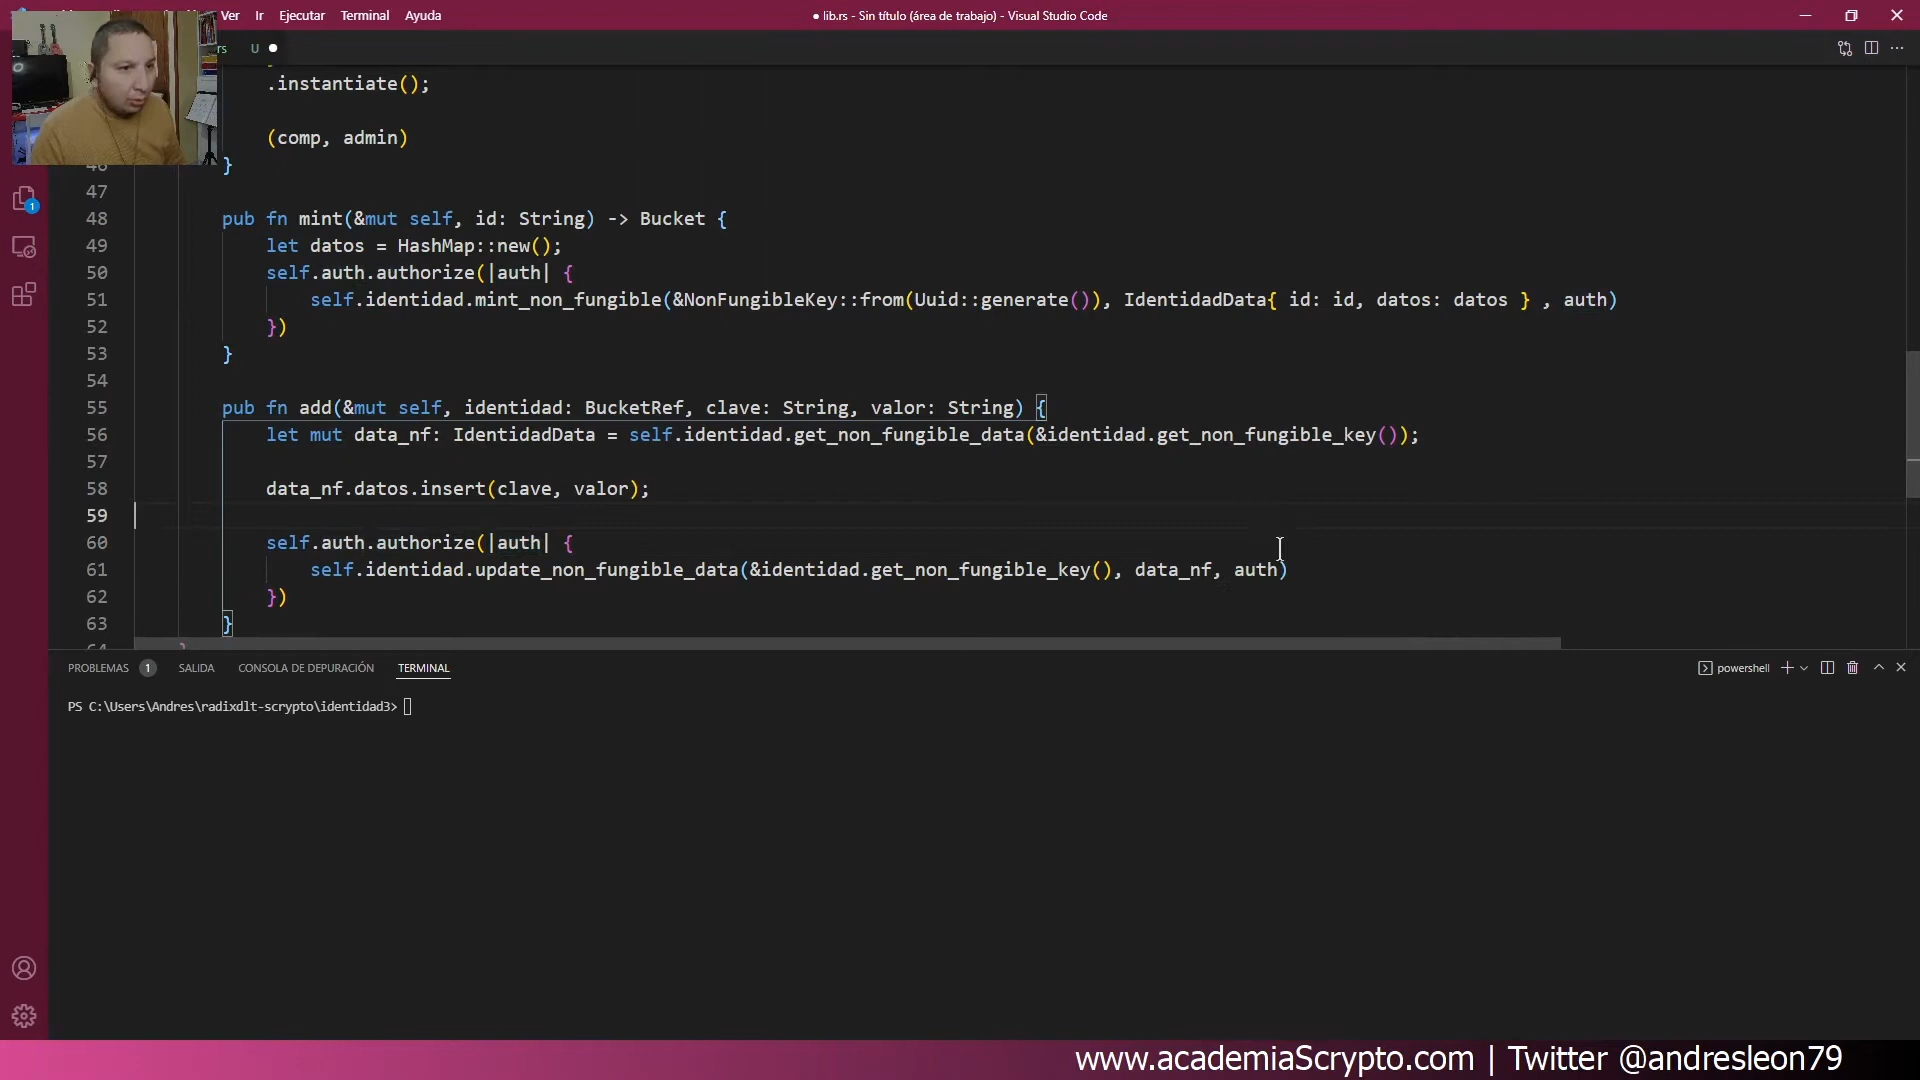 Ver Ir Ejecutar Terminal Ayuda
● lib.rs - Sin título (área de trabajo) - Visual Studio Code
rs U ●
.instantiate();
(comp, admin)
46 }
47
48 pub fn mint(&mut self, id: String) -> Bucket {
49 let datos = HashMap::new();
50 self.auth.authorize(|auth| {
51 self.identidad.mint_non_fungible(&NonFungibleKey::from(Uuid::generate()), IdentidadData{ id: id, datos: datos } , auth)
52 })
53 }
54
55 pub fn add(&mut self, identidad: BucketRef, clave: String, valor: String) {
56 let mut data_nf: IdentidadData = self.identidad.get_non_fungible_data(&identidad.get_non_fungible_key());
57
58 data_nf.datos.insert(clave, valor);
59
60 self.auth.authorize(|auth| {
61 self.identidad.update_non_fungible_data(&identidad.get_non_fungible_key(), data_nf, auth)
62 })
63 }
64 }
1
PROBLEMAS 1 SALIDA CONSOLA DE DEPURACIÓN TERMINAL
powershell
PS C:\Users\Andres\radixdlt-scrypto\identidad3>
www.academiaScrypto.com | Twitter @andresleon79